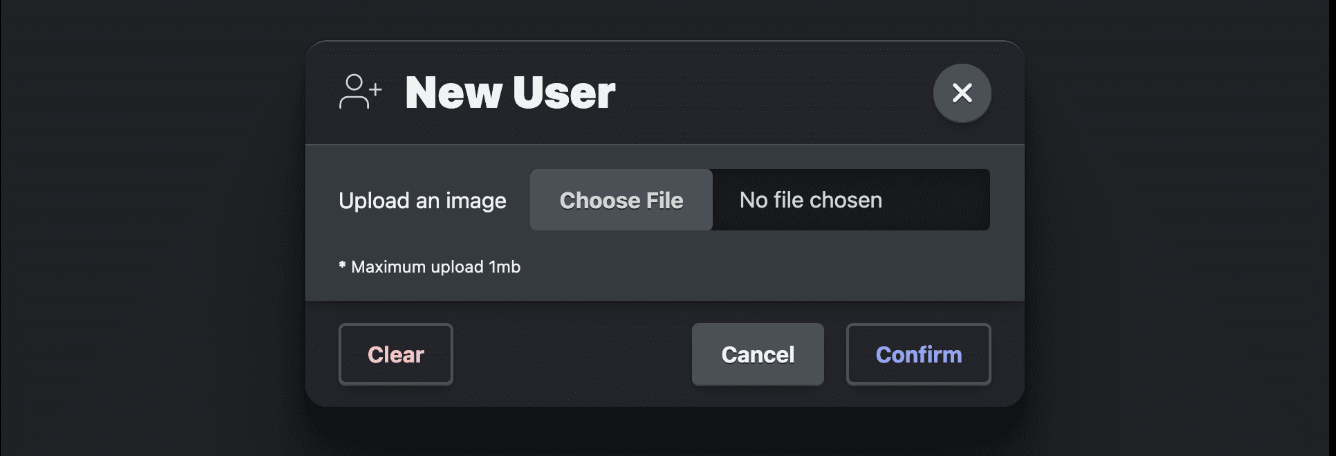 New User
Upload an image Choose File No file chosen
* Maximum upload 1mb
Clear Cancel Confirm